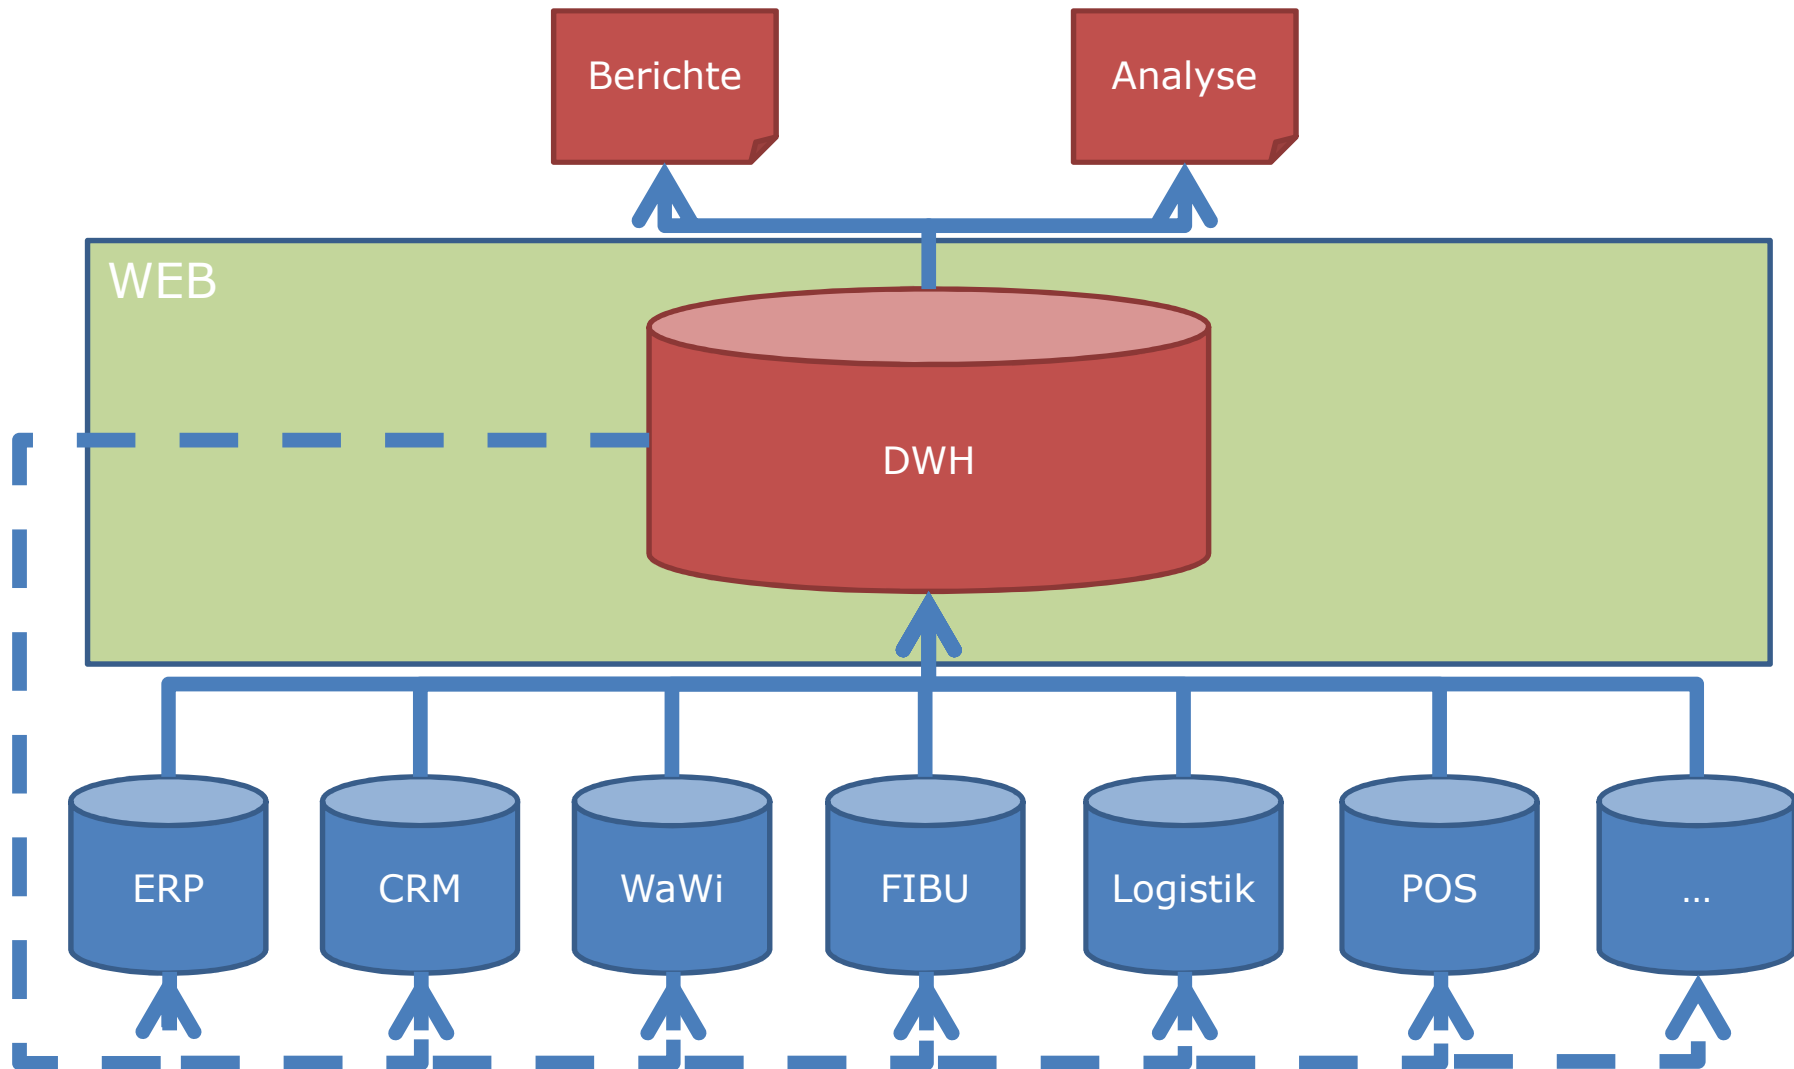 Berichte
Analyse
WEB
DWH
ERP
CRM
WaWi
FIBU
Logistik
POS
...